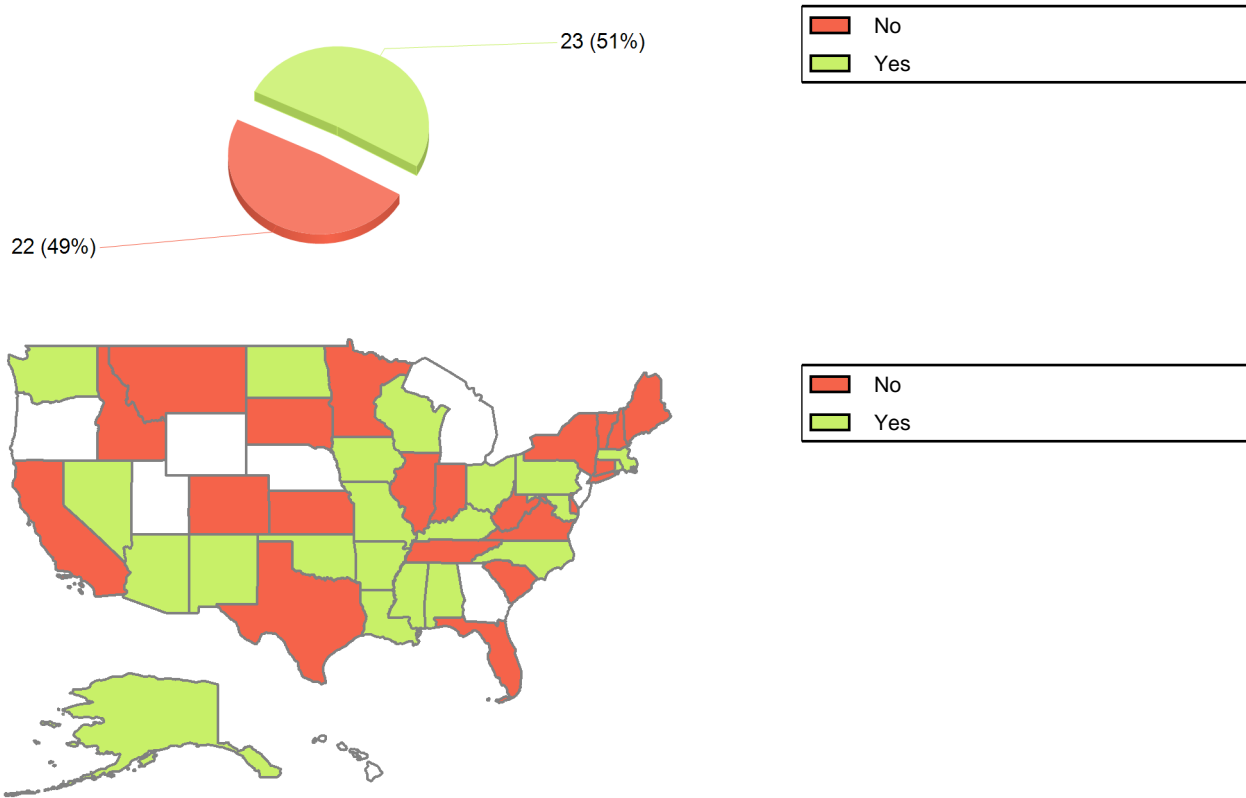 23 (51%)
22 (49%)
No
Yes
No
Yes